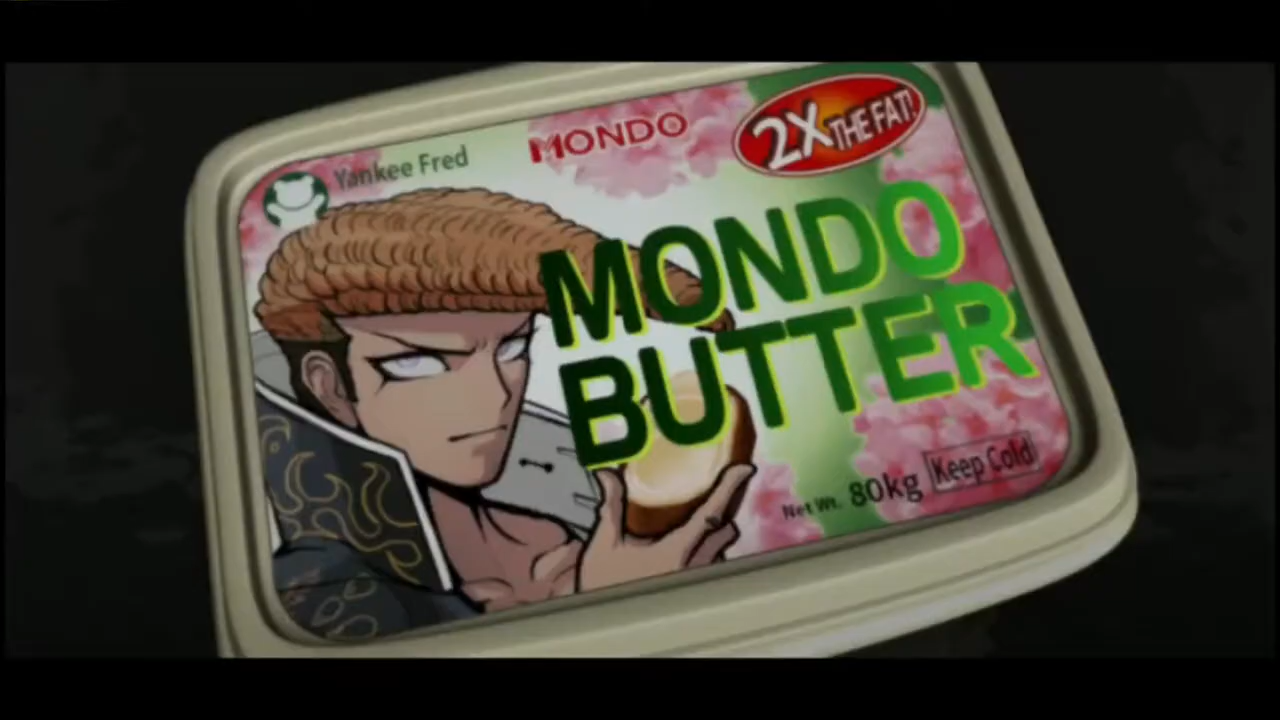 Yankee Fred
MONDO
2X THE FAT!
MONDO
BUTTER
Net Wt. 80kg
Keep Cold